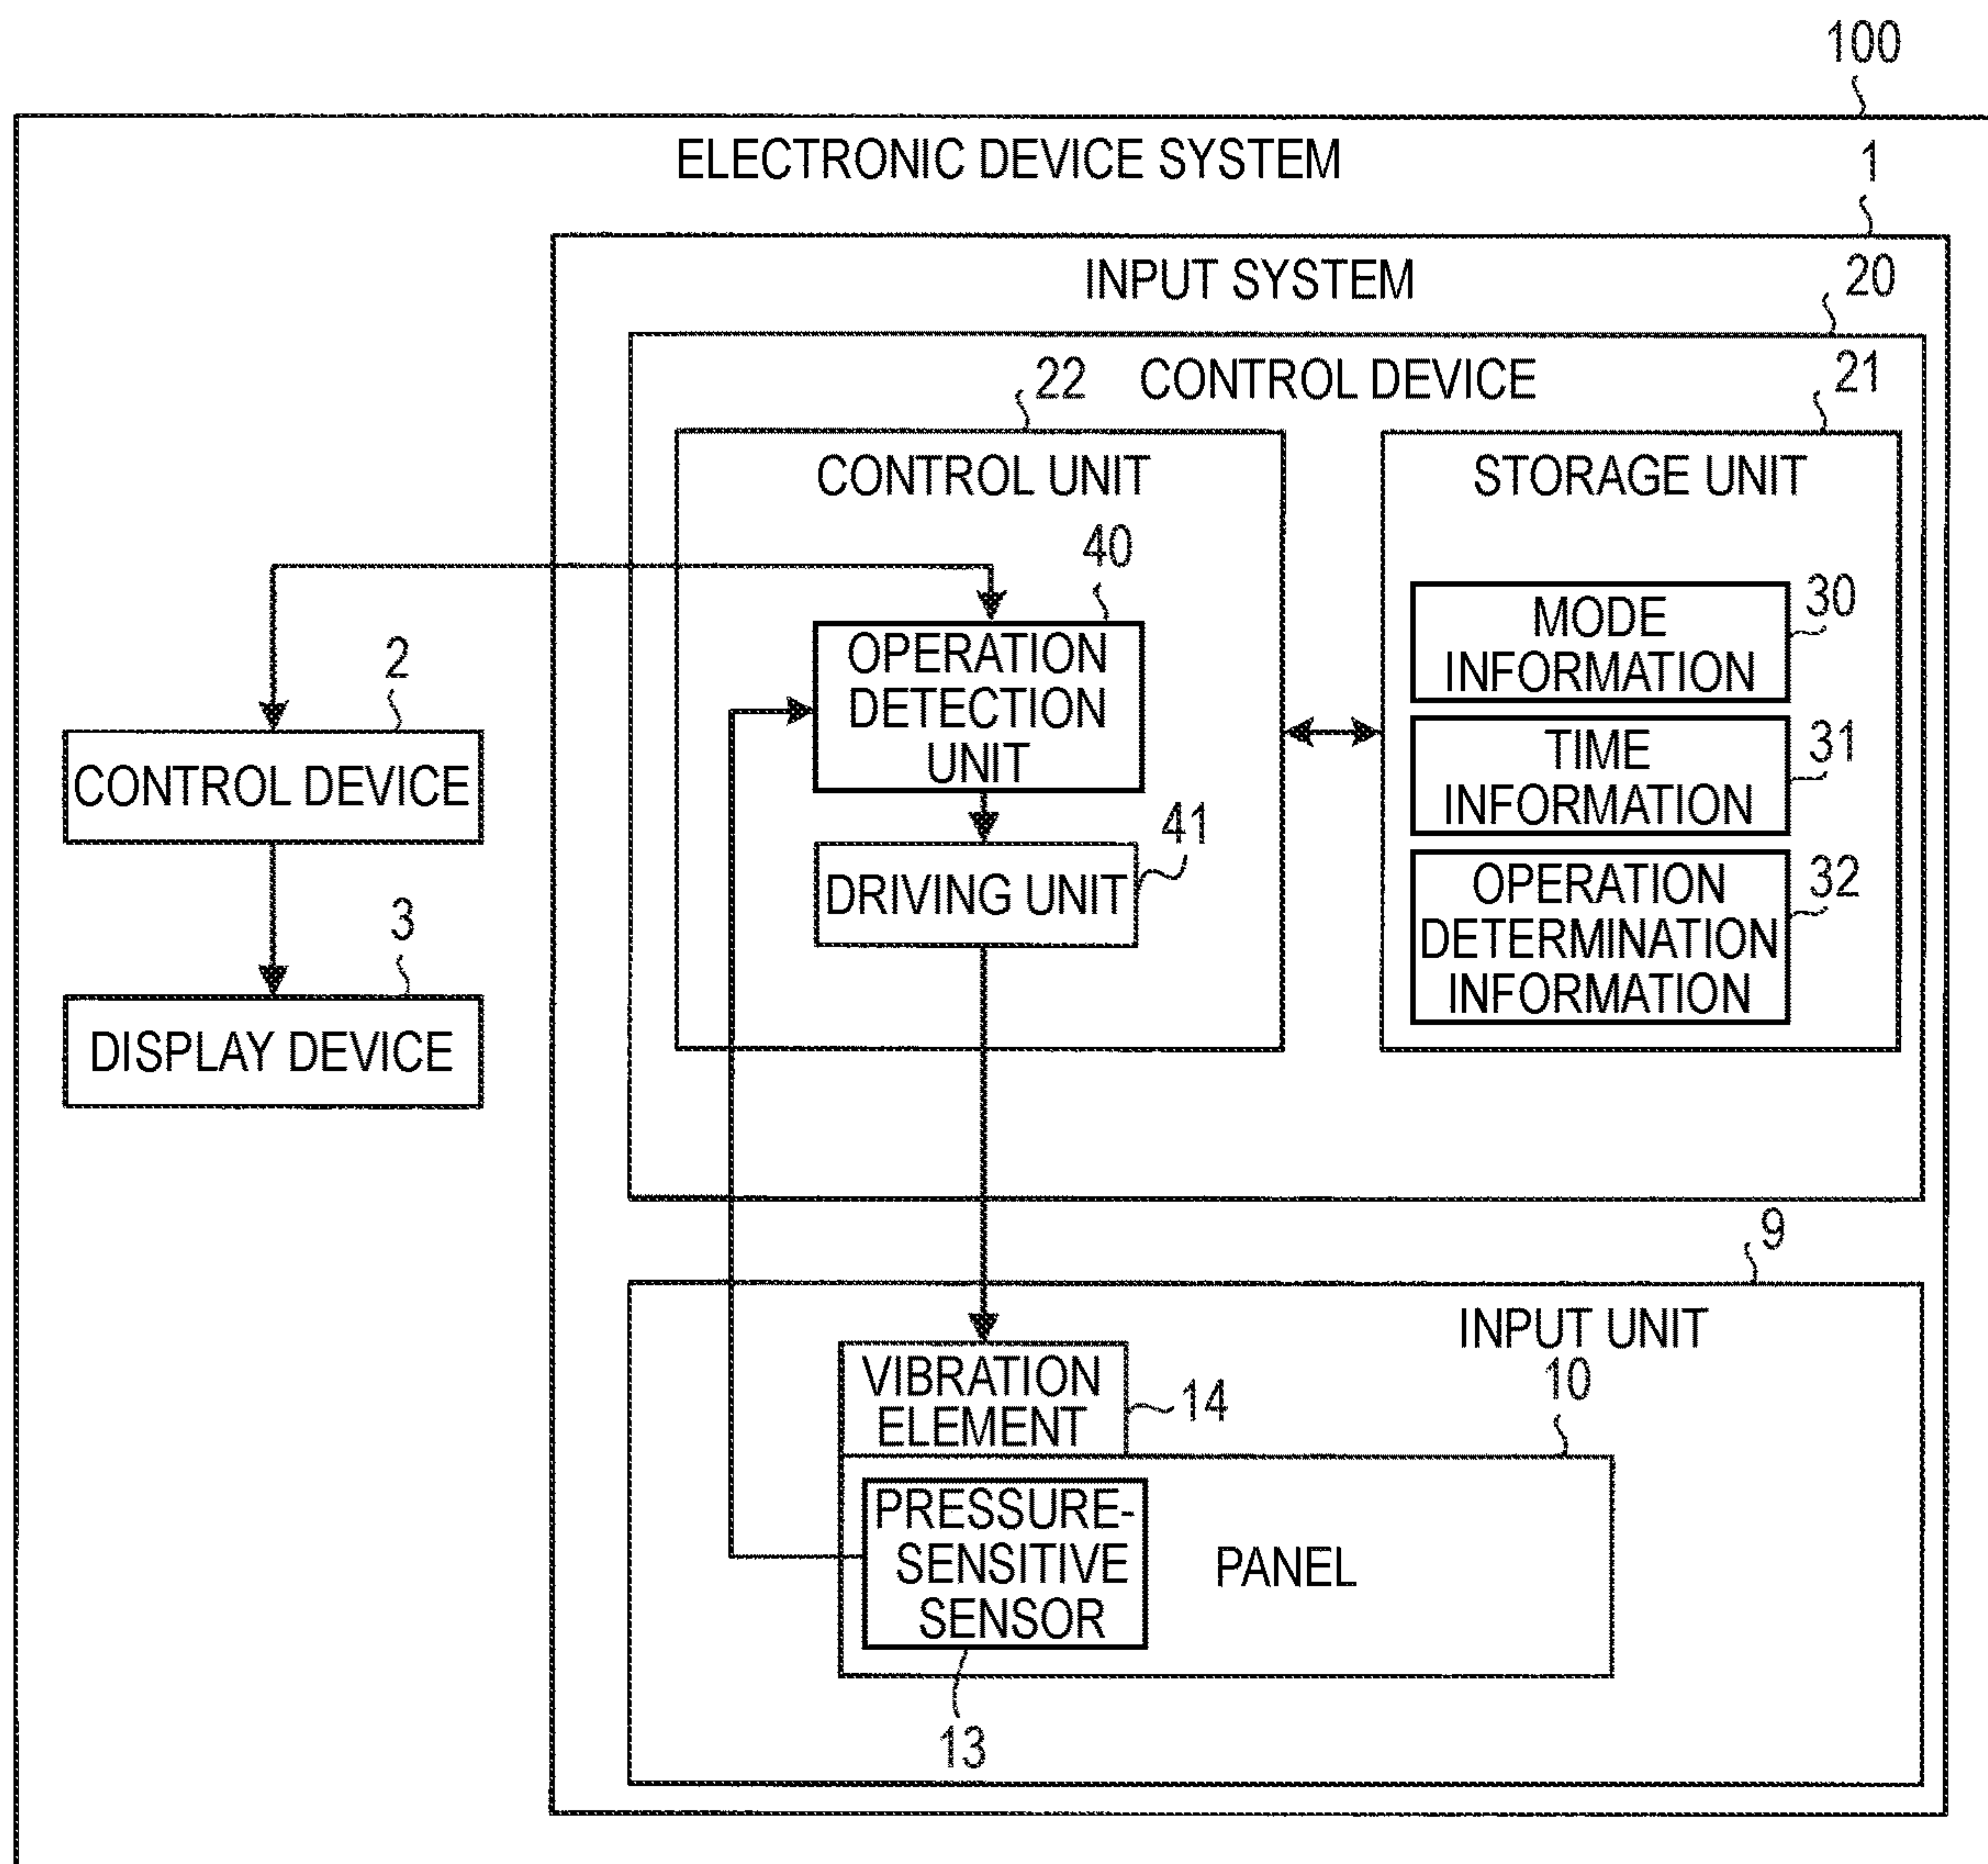 100
ELECTRONIC DEVICE SYSTEM
1
INPUT SYSTEM
20
CONTROL DEVICE
22
21
CONTROL UNIT
STORAGE UNIT
40
OPERATION
DETECTION
UNIT
MODE
INFORMATION
30
TIME
INFORMATION
31
OPERATION
DETERMINATION
INFORMATION
32
41
DRIVING UNIT
2
CONTROL DEVICE
3
DISPLAY DEVICE
9
INPUT UNIT
VIBRATION
ELEMENT
14
10
PRESSURE-
SENSITIVE
SENSOR
PANEL
13